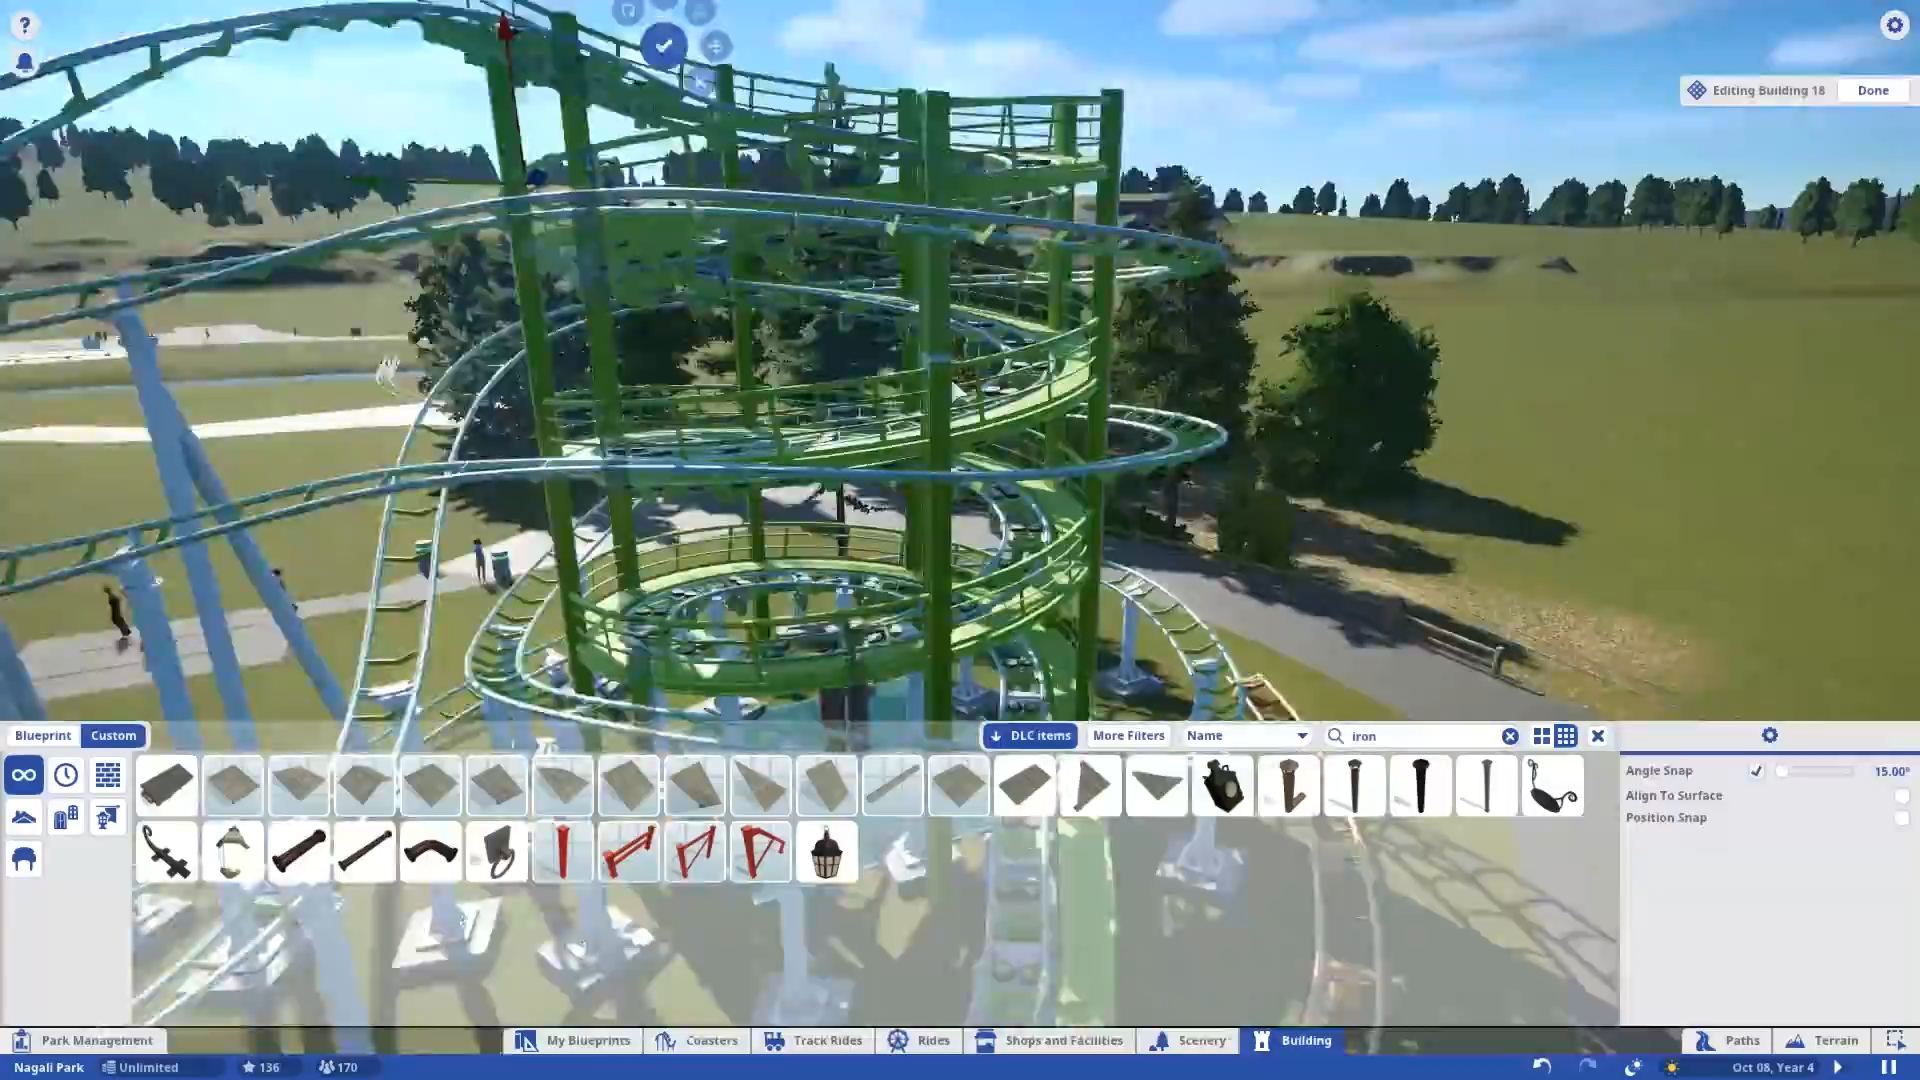 ?
Editing Building 18
Done
Blueprint
Custom
DLC items
More Filters
Name
iron
Angle Snap
15.00°
Align To Surface
Position Snap
Park Management
My Blueprints
Coasters
Track Rides
Rides
Shops and Facilities
Scenery
Building
Paths
Terrain
Nagali Park
Unlimited
136
170
Oct 08, Year 4